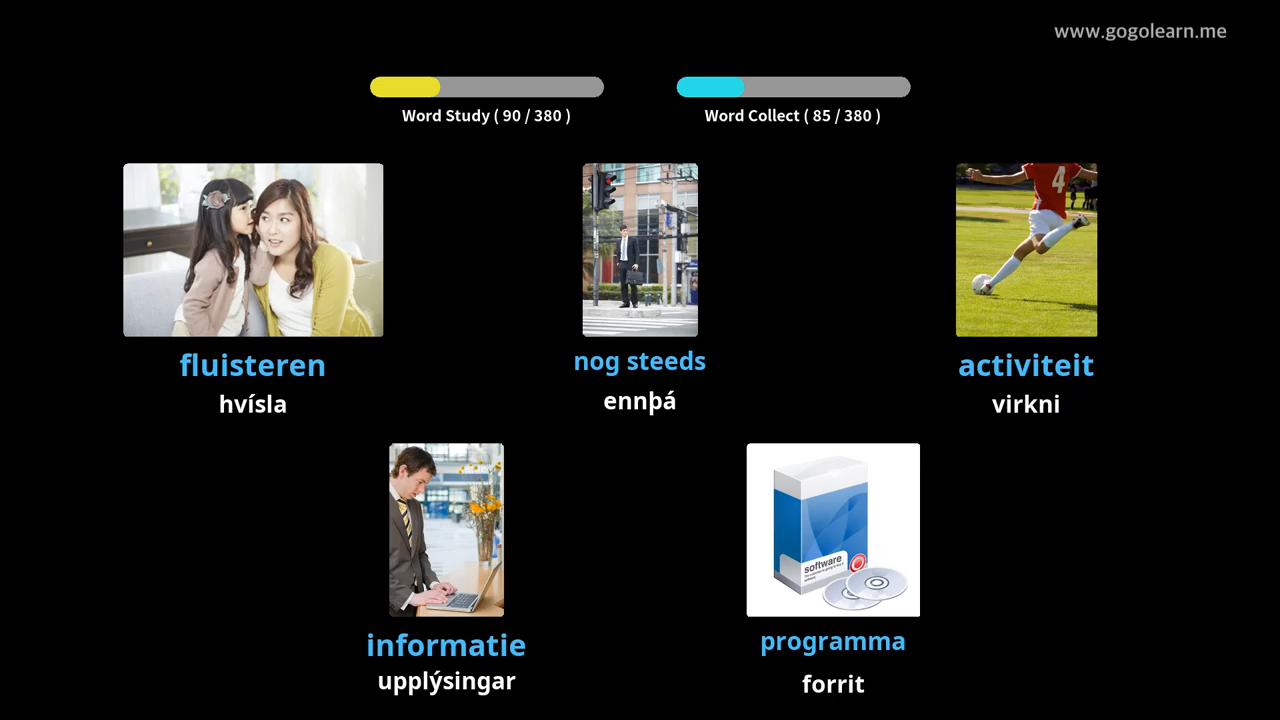 www.gogolearn.me
Word Study ( 90 / 380 )
Word Collect ( 85 / 380 )
4
fluisteren
hvísla
nog steeds
ennþá
activiteit
virkni
software
informatie
upplýsingar
programma
forrit